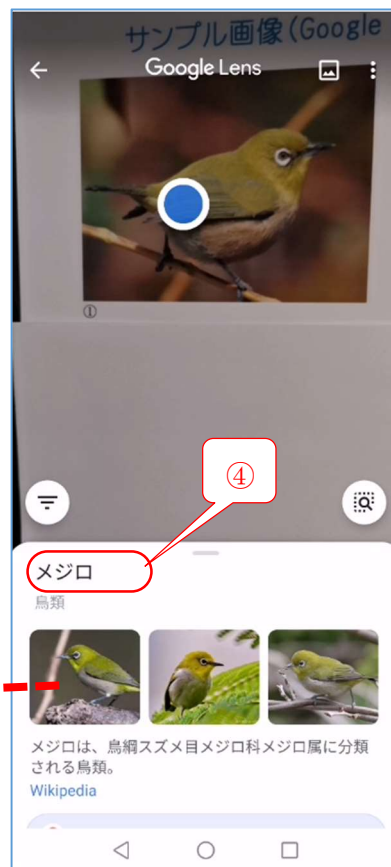 サンプル画像(Google
Google Lens
①
④
メジロ
鳥類
メジロは、鳥綱スズメ目メジロ科メジロ属に分類
される鳥類。
Wikipedia